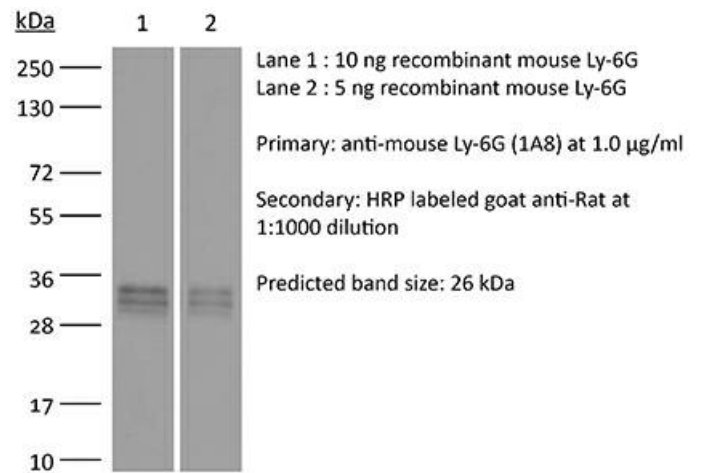 kDa
1 2
250
130
72
55
36
28
17
10
Lane 1 : 10 ng recombinant mouse Ly-6G
Lane 2 : 5 ng recombinant mouse Ly-6G
Primary: anti-mouse Ly-6G (1A8) at 1.0 µg/ml
Secondary: HRP labeled goat anti-Rat at
1:1000 dilution
Predicted band size: 26 kDa